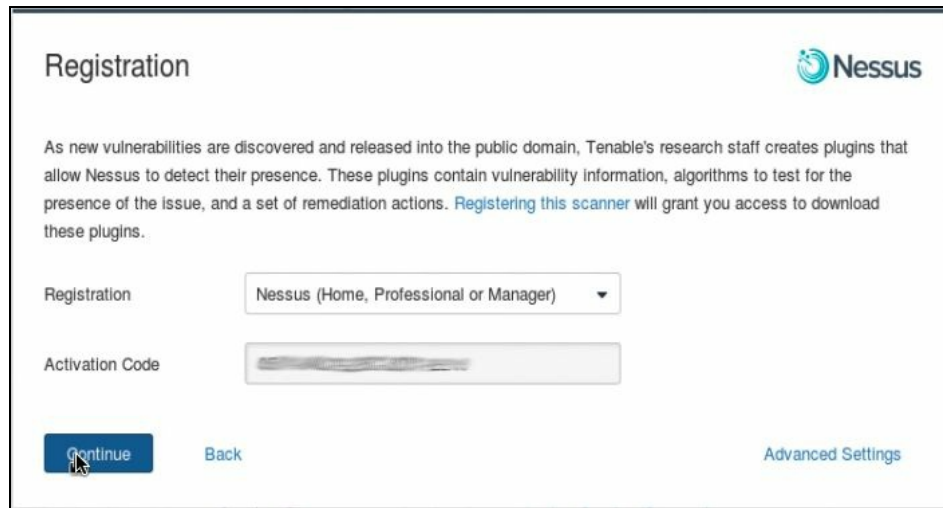 Registration
Nessus
As new vulnerabilities are discovered and released into the public domain, Tenable's research staff creates plugins that
allow Nessus to detect their presence. These plugins contain vulnerability information, algorithms to test for the
presence of the issue, and a set of remediation actions. Registering this scanner will grant you access to download
these plugins.
Registration
Nessus (Home, Professional or Manager)
Activation Code
Continue
Back
Advanced Settings